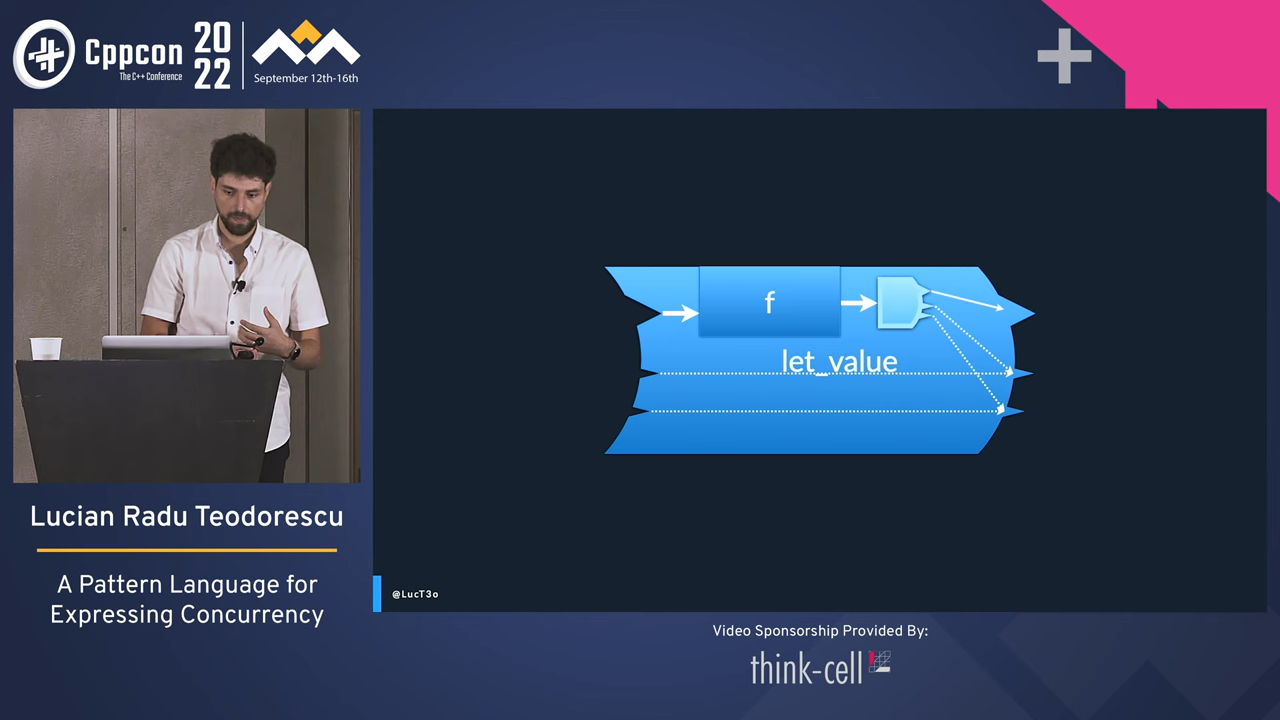 Cppcon
The C++ Conference
20
22
September 12th-16th
f
let_value
@LucT3o
Lucian Radu Teodorescu
A Pattern Language for
Expressing Concurrency
Video Sponsorship Provided By:
think-cell